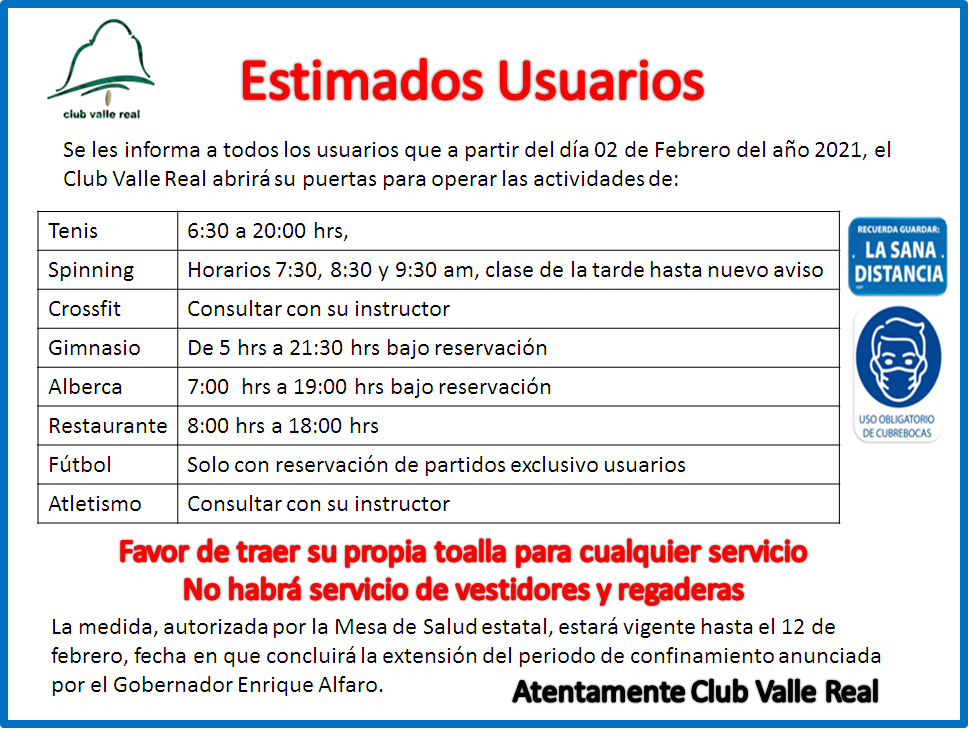 club valle real
Estimados Usuarios
Se les informa a todos los usuarios que a partir del día 02 de Febrero del año 2021, el
Club Valle Real abrirá su puertas para operar las actividades de:
Tenis 6:30 a 20:00 hrs,
Spinning Horarios 7:30, 8:30 y 9:30 am, clase de la tarde hasta nuevo aviso
Crossfit Consultar con su instructor
Gimnasio De 5 hrs a 21:30 hrs bajo reservación
Alberca 7:00 hrs a 19:00 hrs bajo reservación
Restaurante 8:00 hrs a 18:00 hrs
Fútbol Solo con reservación de partidos exclusivo usuarios
Atletismo Consultar con su instructor
RECUERDA GUARDAR:
LA SANA
DISTANCIA
USO OBLIGATORIO
DE CUBREBOCAS
Favor de traer su propia toalla para cualquier servicio
No habrá servicio de vestidores y regaderas
La medida, autorizada por la Mesa de Salud estatal, estará vigente hasta el 12 de
febrero, fecha en que concluirá la extensión del periodo de confinamiento anunciada
por el Gobernador Enrique Alfaro.
Atentamente Club Valle Real